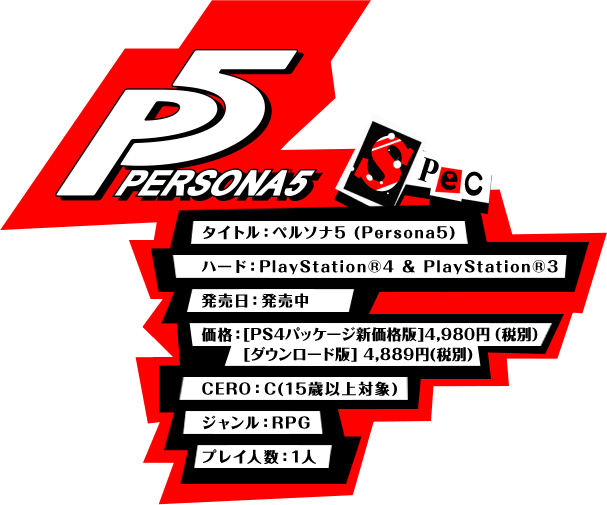 P5
PERSONA5
Spec
タイトル：ペルソナ5 (Persona5)
ハード：PlayStation®4 & PlayStation®3
発売日：発売中
価格：[PS4パッケージ新価格版]4,980円 (税別)
[ダウンロード版] 4,889円(税別)
CERO：C(15歳以上対象)
ジャンル：RPG
プレイ人数：1人